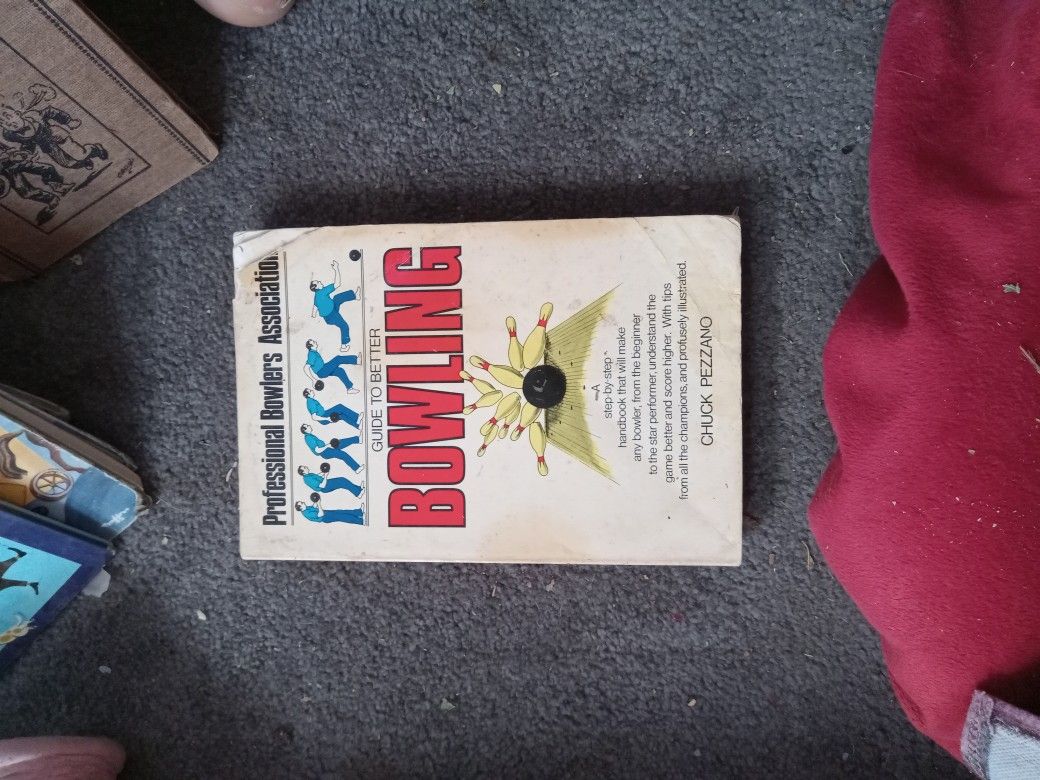 Professional Bowlers Association
GUIDE TO BETTER
BOWLING
A
step-by-step
handbook that will make
any bowler, from the beginner
to the star performer, understand the
game better and score higher. With tips
from all the champions, and profusely illustrated.
CHUCK PEZZANO